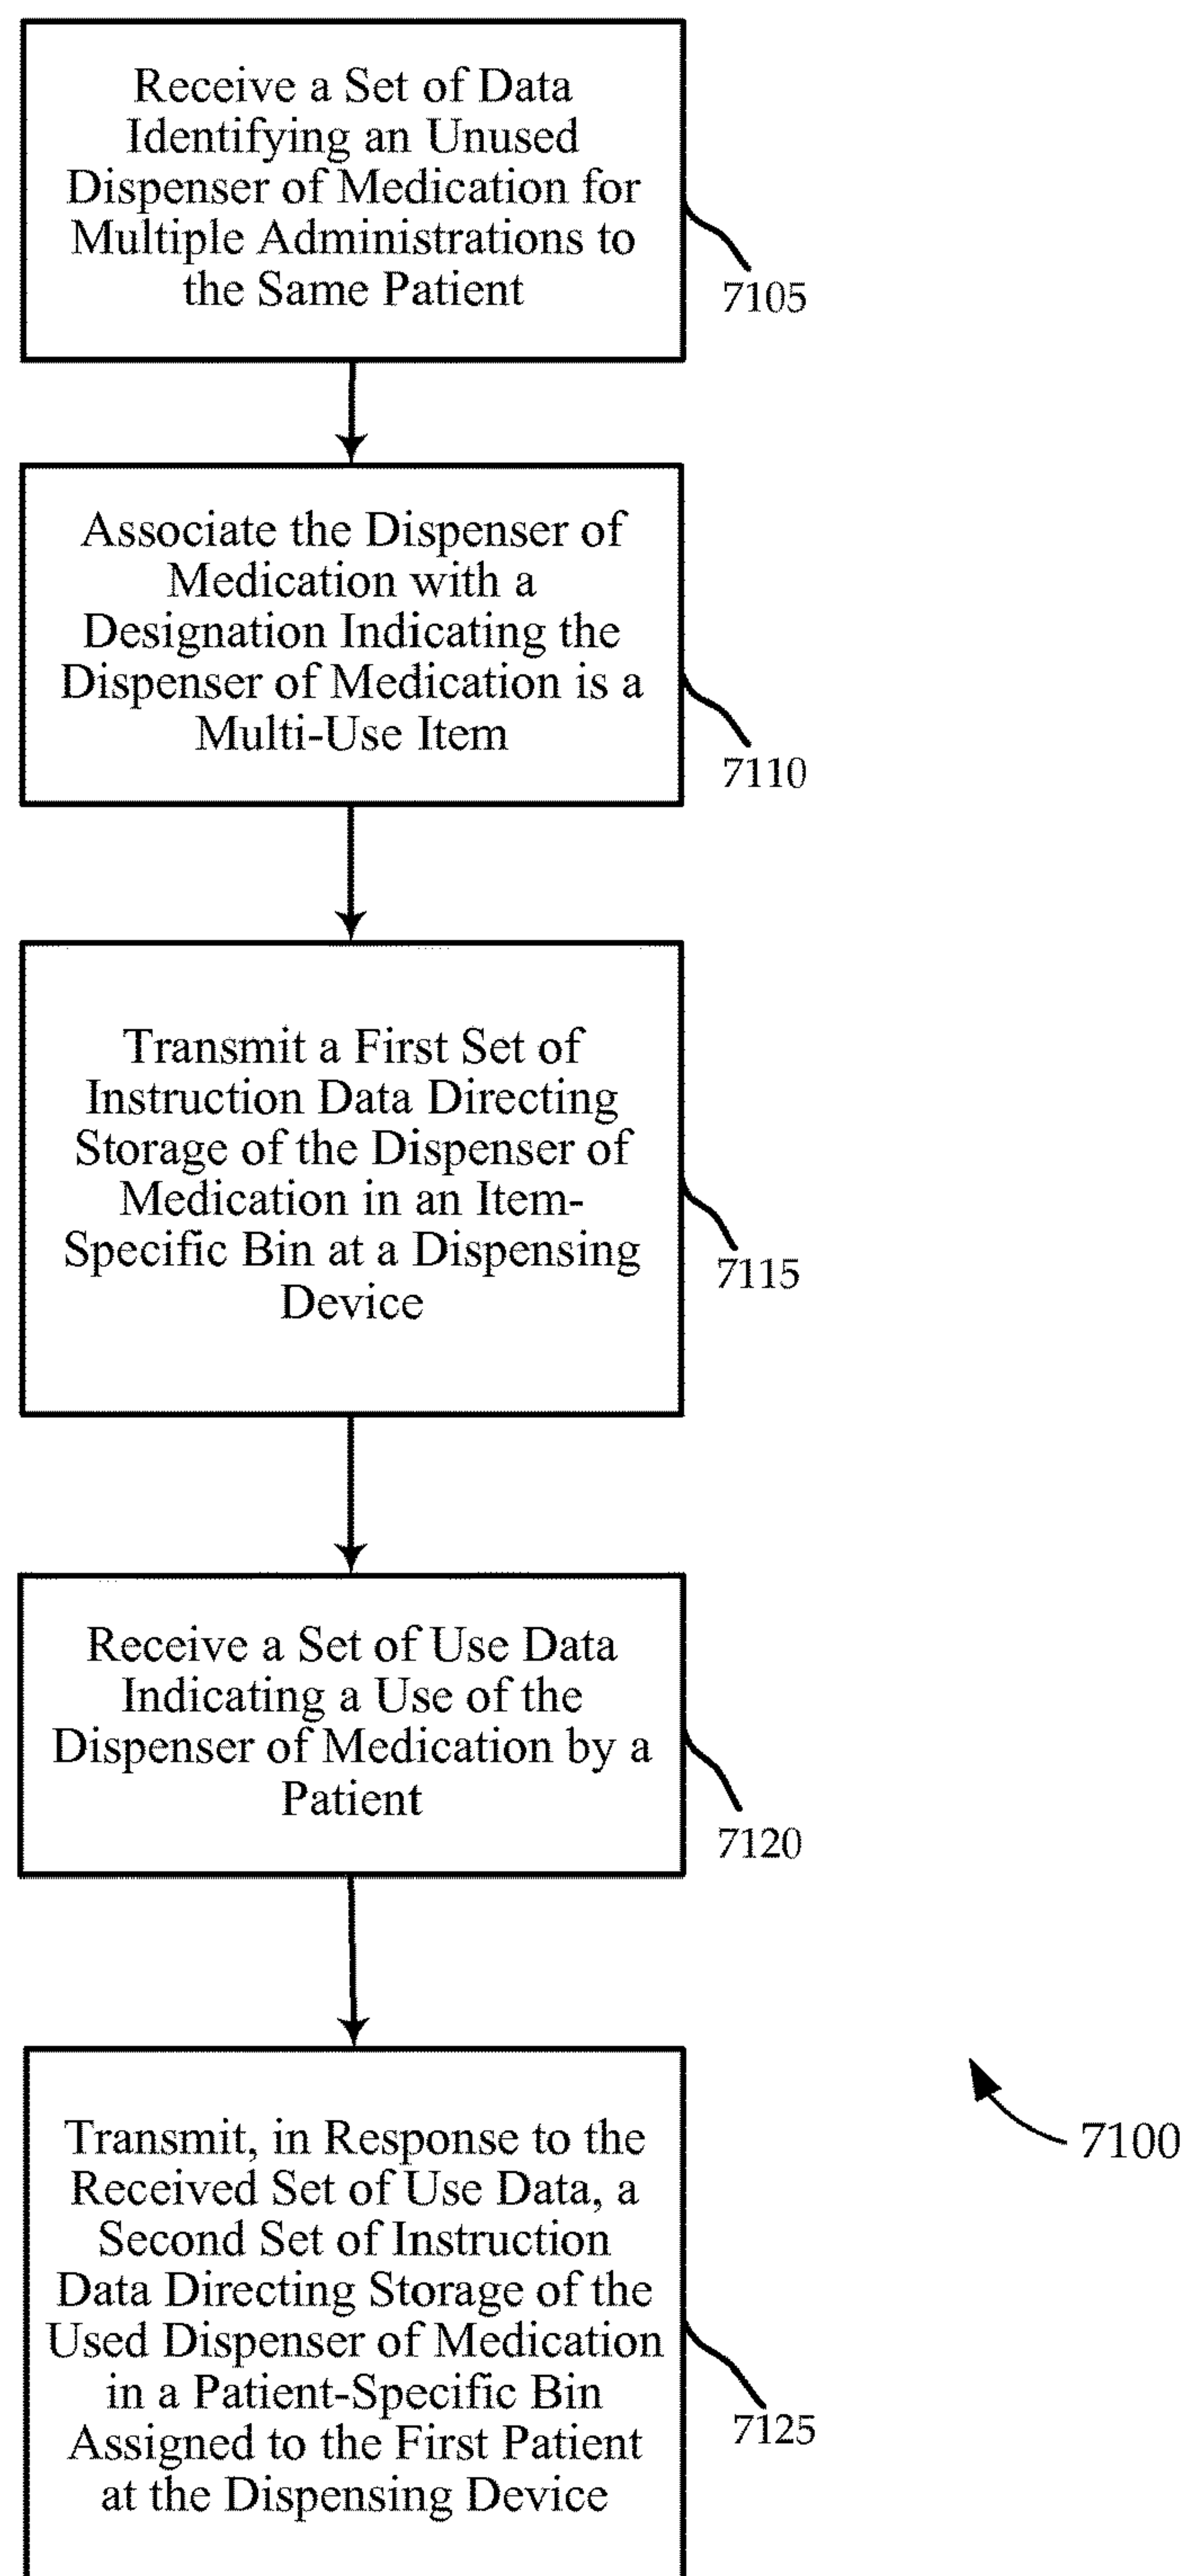 Receive a Set of Data
Identifying an Unused
Dispenser of Medication for
Multiple Administrations to
the Same Patient
7105
Associate the Dispenser of
Medication with a
Designation Indicating the
Dispenser of Medication is a
Multi-Use Item
7110
Transmit a First Set of
Instruction Data Directing
Storage of the Dispenser of
Medication in an Item-
Specific Bin at a Dispensing
Device
7115
Receive a Set of Use Data
Indicating a Use of the
Dispenser of Medication by a
Patient
7120
Transmit, in Response to the
Received Set of Use Data, a
Second Set of Instruction
Data Directing Storage of the
Used Dispenser of Medication
in a Patient-Specific Bin
Assigned to the First Patient
at the Dispensing Device
7125
7100